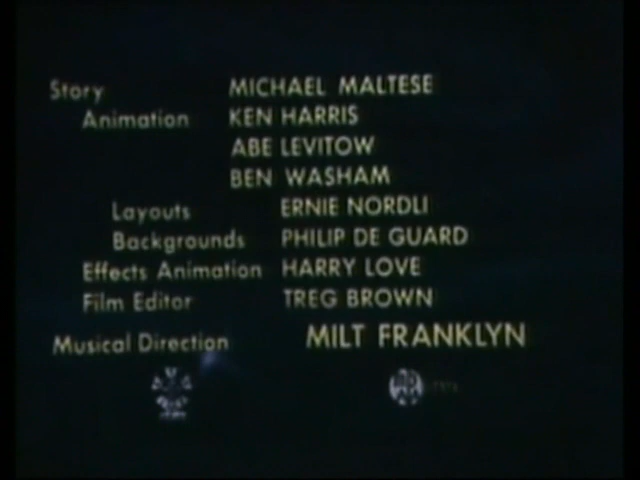 Story MICHAEL MALTESE
Animation KEN HARRIS
ABE LEVITOW
BEN WASHAM
Layouts ERNIE NORDLI
Backgrounds PHILIP DE GUARD
Effects Animation HARRY LOVE
Film Editor TREG BROWN
Musical Direction MILT FRANKLYN